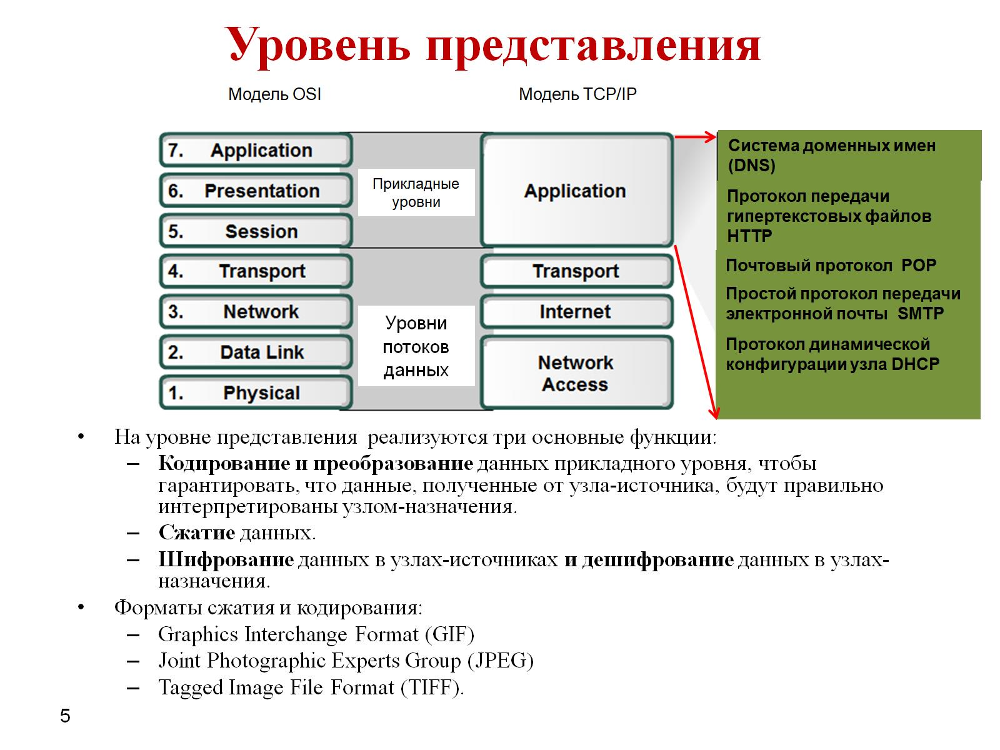 Уровень представления
Модель OSI
Модель TCP/IP
7. Application
6. Presentation
5. Session
4. Transport
3. Network
2. Data Link
1. Physical
Прикладные
уровни
Уровни
потоков
данных
Application
Transport
Internet
Network
Access
Система доменных имен
(DNS)
Протокол передачи
гипертекстовых файлов
HTTP
Почтовый протокол POP
Простой протокол передачи
электронной почты SMTP
Протокол динамической
конфигурации узла DHCP
• На уровне представления реализуются три основные функции:
– Кодирование и преобразование данных прикладного уровня, чтобы
гарантировать, что данные, полученные от узла-источника, будут правильно
интерпретированы узлом-назначения.
– Сжатие данных.
– Шифрование данных в узлах-источниках и дешифрование данных в узлах-
назначения.
• Форматы сжатия и кодирования:
– Graphics Interchange Format (GIF)
– Joint Photographic Experts Group (JPEG)
– Tagged Image File Format (TIFF).
5